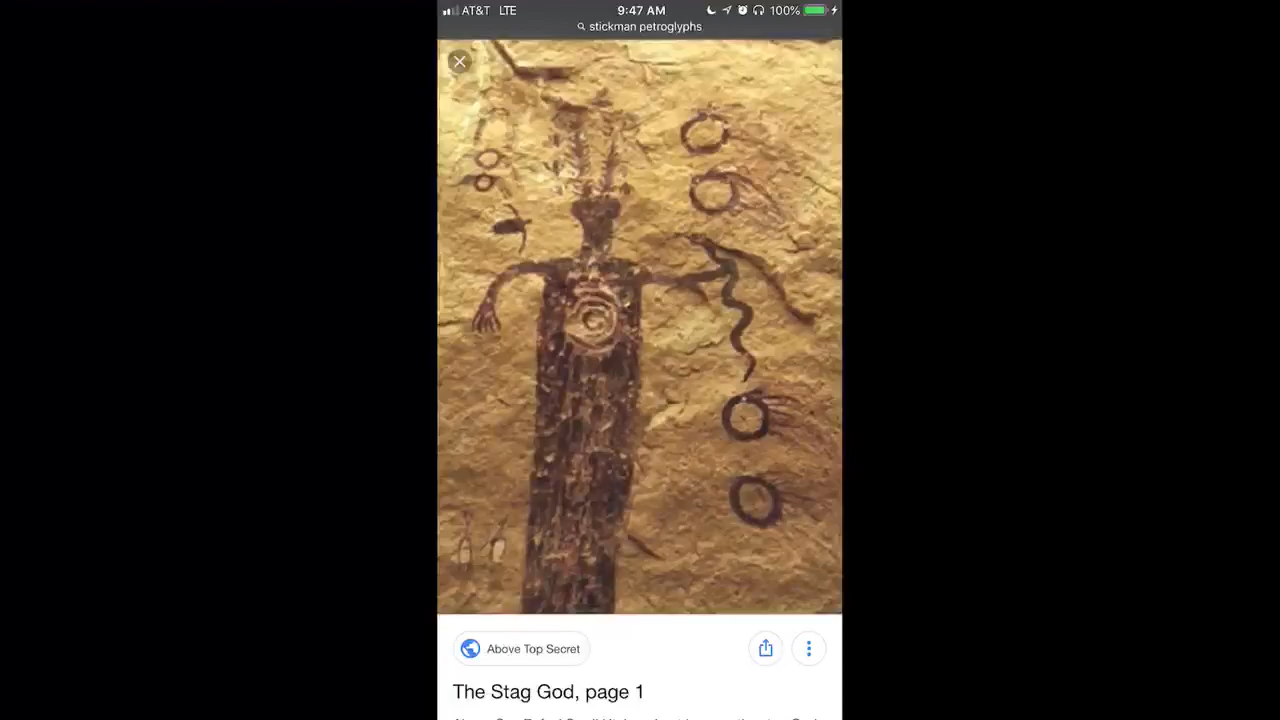 AT&T LTE 9:47 AM 100%
stickman petroglyphs
Above Top Secret
The Stag God, page 1